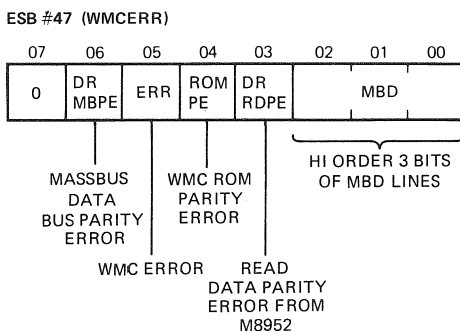 ESB #47 (WMCERR)
07 06 05 04 03 02 01 00
0 DR MBPE ERR ROM PE DR RDPE MBD
MASSBUS DATA BUS PARITY ERROR
WMC ROM PARITY ERROR
HI ORDER 3 BITS OF MBD LINES
WMC ERROR
READ DATA PARITY ERROR FROM M8952